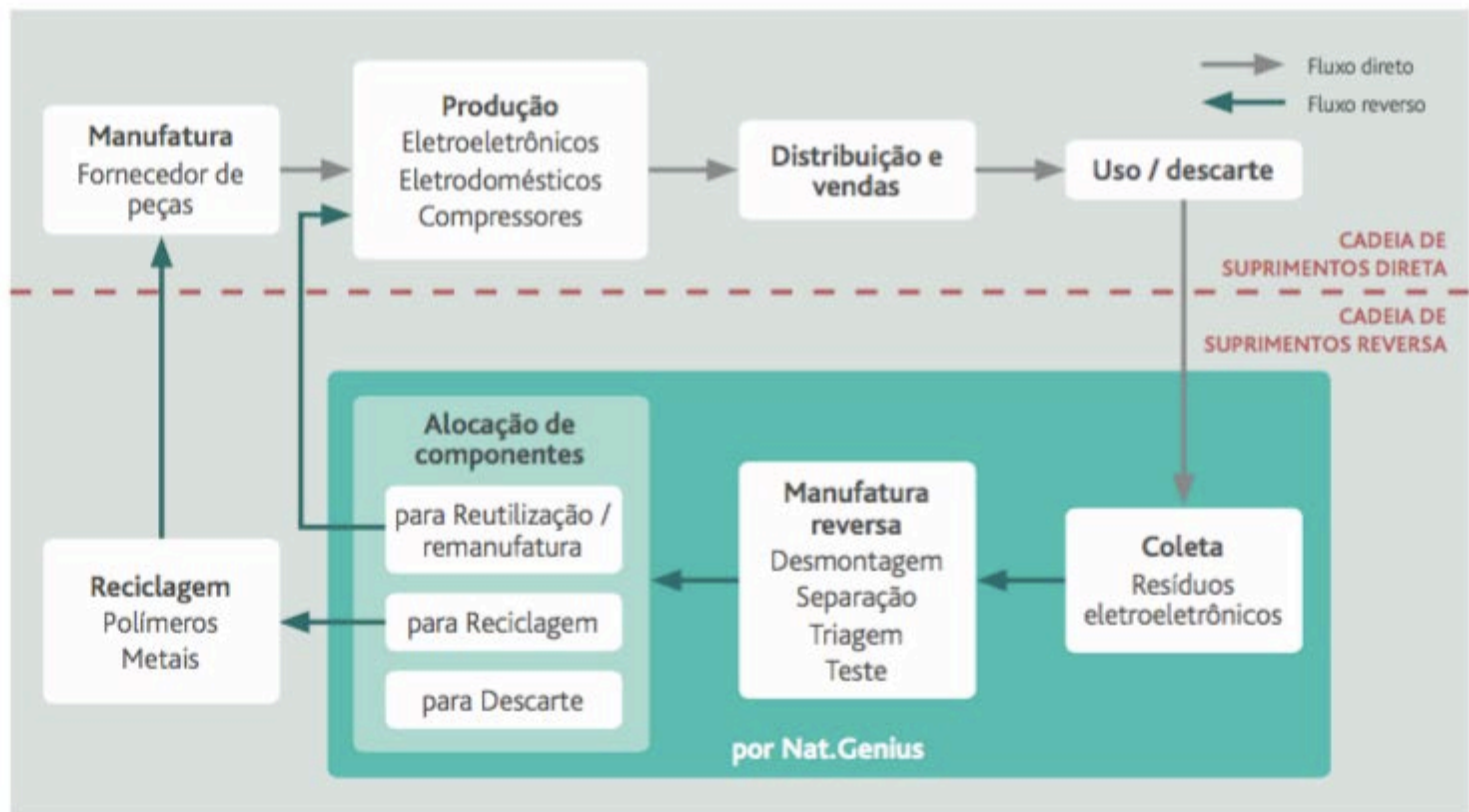 Fluxo direto
Fluxo reverso
Manufatura
Fornecedor de
peças
Produção
Eletroeletrônicos
Eletrodomésticos
Compressores
Distribuição e
vendas
Uso / descarte
CADEIA DE
SUPRIMENTOS DIRETA
CADEIA DE
SUPRIMENTOS REVERSA
Coleta
Resíduos
eletroeletrônicos
Manufatura
reversa
Desmontagem
Separação
Triagem
Teste
Alocação de
componentes
para Reutilização /
remanufatura
para Reciclagem
para Descarte
Reciclagem
Polímeros
Metais
por Nat.Genius